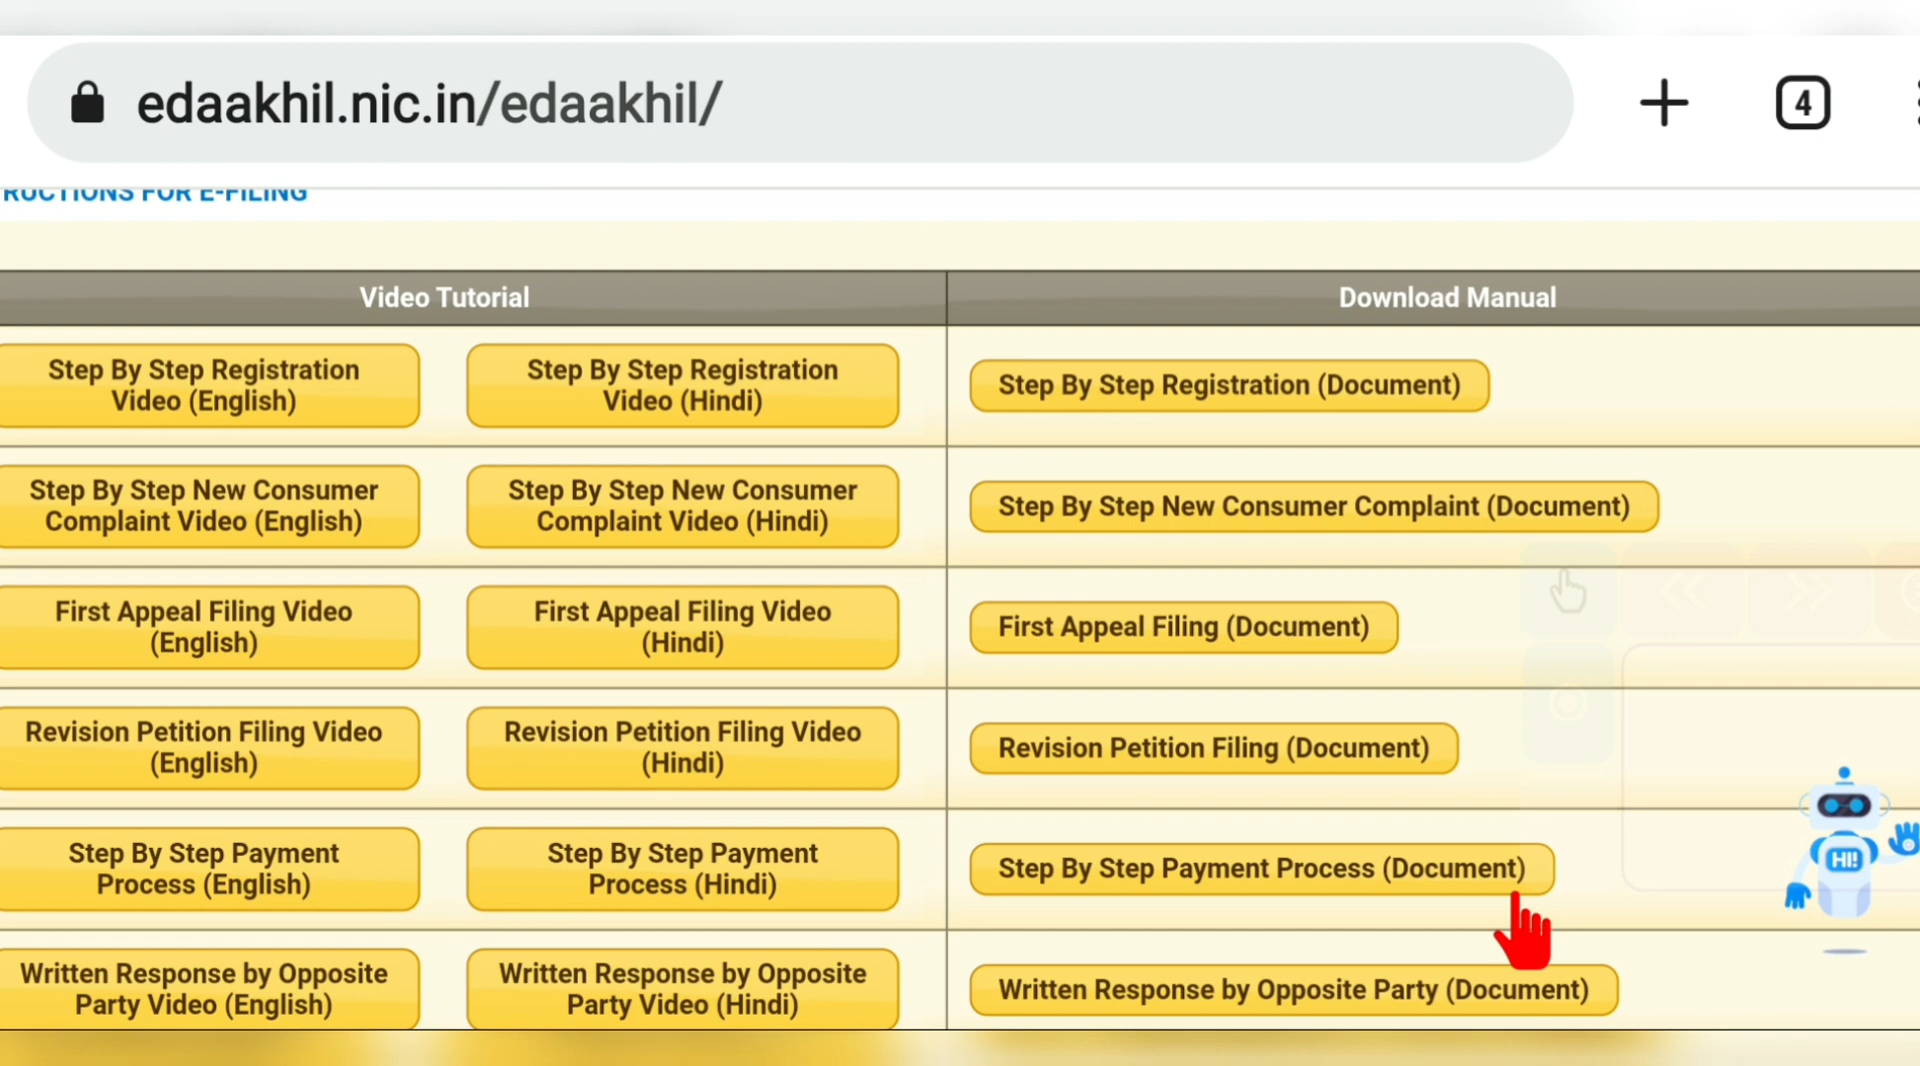 edaakhil.nic.in/edaakhil/
4
RUCTIONS FOR E-FILING
Video Tutorial
Download Manual
Step By Step Registration
Video (English)
Step By Step Registration
Video (Hindi)
Step By Step Registration (Document)
Step By Step New Consumer
Complaint Video (English)
Step By Step New Consumer
Complaint Video (Hindi)
Step By Step New Consumer Complaint (Document)
First Appeal Filing Video
(English)
First Appeal Filing Video
(Hindi)
First Appeal Filing (Document)
Revision Petition Filing Video
(English)
Revision Petition Filing Video
(Hindi)
Revision Petition Filing (Document)
Step By Step Payment
Process (English)
Step By Step Payment
Process (Hindi)
Step By Step Payment Process (Document)
HI!
Written Response by Opposite
Party Video (English)
Written Response by Opposite
Party Video (Hindi)
Written Response by Opposite Party (Document)